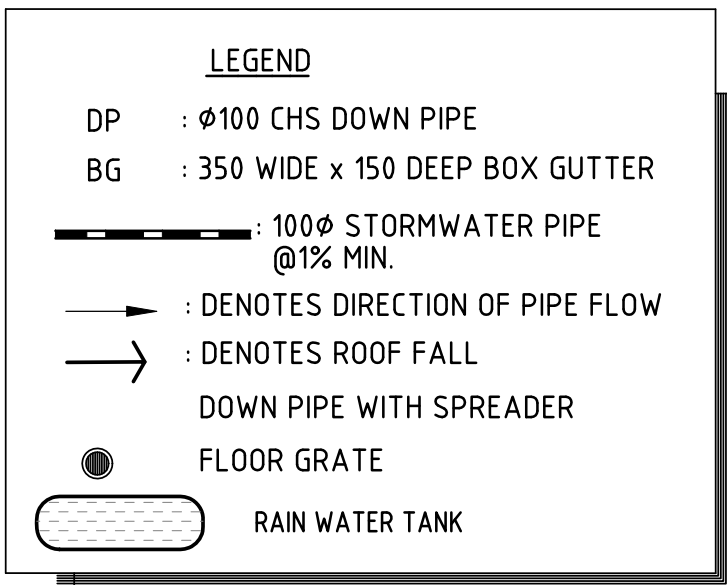 LEGEND
DP : Ø100 CHS DOWN PIPE
BG : 350 WIDE x 150 DEEP BOX GUTTER
: 100Ø STORMWATER PIPE
@1% MIN.
: DENOTES DIRECTION OF PIPE FLOW
: DENOTES ROOF FALL
DOWN PIPE WITH SPREADER
FLOOR GRATE
RAIN WATER TANK